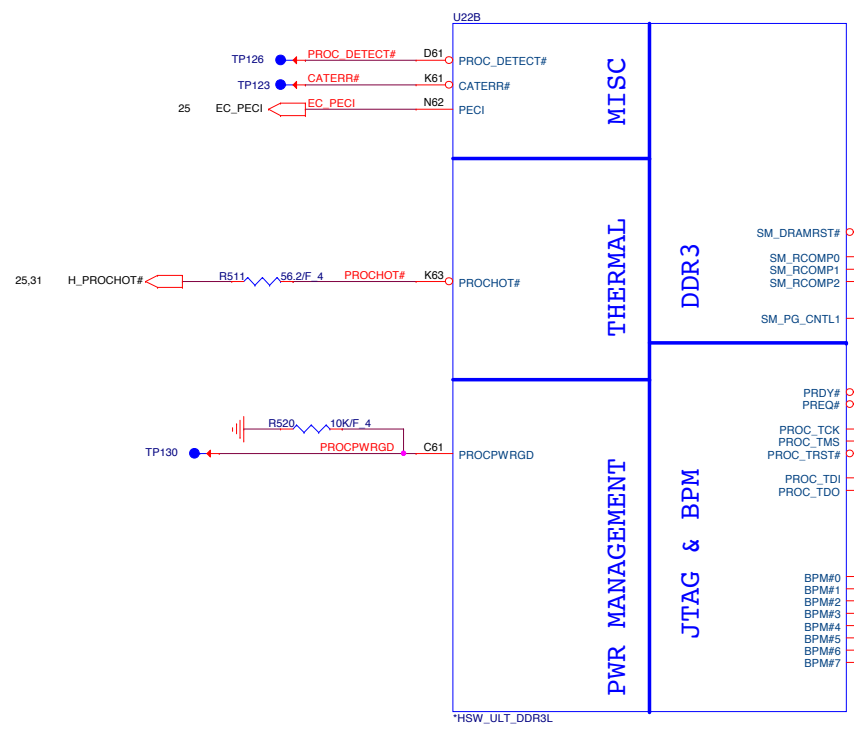 U22B
TP126 PROC_DETECT# D61 PROC_DETECT#
TP123 CATERR# K61 CATERR#
25 EC_PECI EC_PECI N62 PECI
MISC
25,31 H_PROCHOT# R511 56.2/F_4 PROCHOT# K63 PROCHOT#
THERMAL
R520 10K/F_4
TP130 PROCPWRGD C61 PROCPWRGD
PWR MANAGEMENT
DDR3
SM_DRAMRST#
SM_RCOMP0
SM_RCOMP1
SM_RCOMP2
SM_PG_CNTL1
JTAG & BPM
PRDY#
PREQ#
PROC_TCK
PROC_TMS
PROC_TRST#
PROC_TDI
PROC_TDO
BPM#0
BPM#1
BPM#2
BPM#3
BPM#4
BPM#5
BPM#6
BPM#7
*HSW_ULT_DDR3L